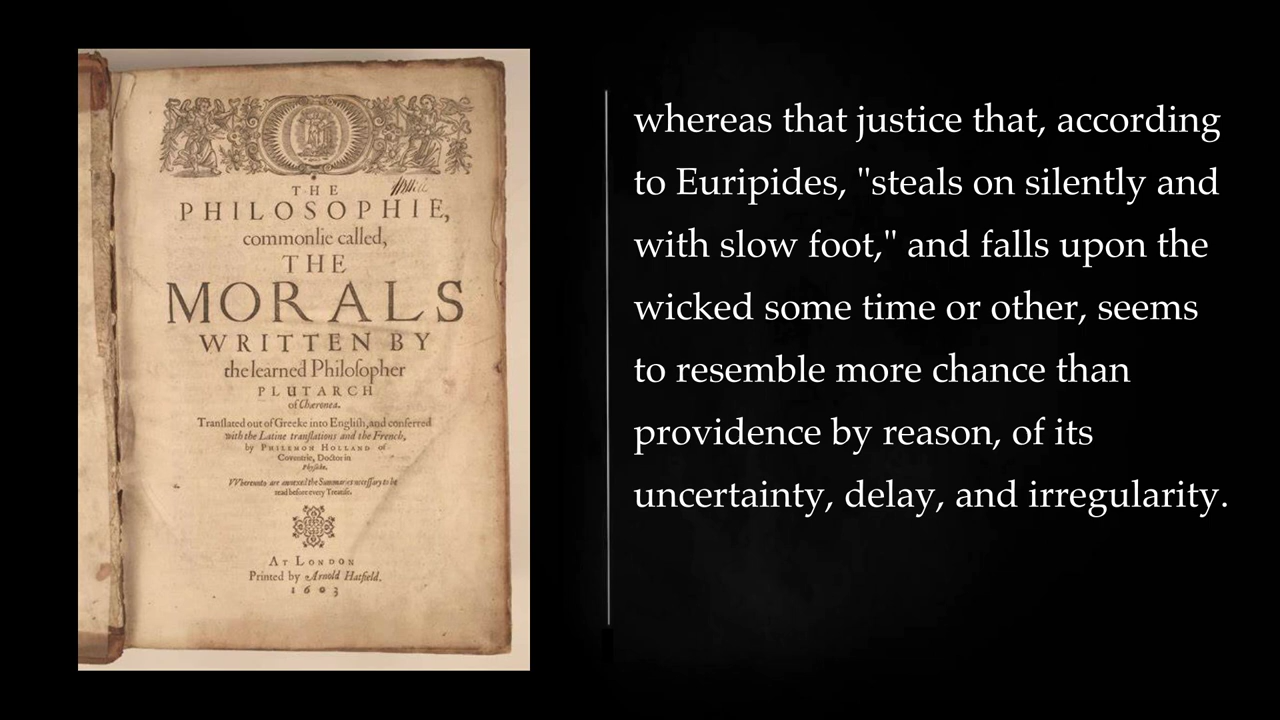 THE
PHILOSOPHIE,
commonlie called,
THE
MORALS
WRITTEN BY
the learned Philosopher
PLUTARCH
of Chæronea.
Translated out of Greeke into English, and conferred
with the Latine translations and the French,
by PHILEMON HOLLAND of
Coventrie, Doctor in
Physicke.
VVhereunto are annexed the Summaries necessary to be
read before every Treatise.
AT LONDON
Printed by Arnold Hatfield.
1603
whereas that justice that, according
to Euripides, "steals on silently and
with slow foot," and falls upon the
wicked some time or other, seems
to resemble more chance than
providence by reason, of its
uncertainty, delay, and irregularity.